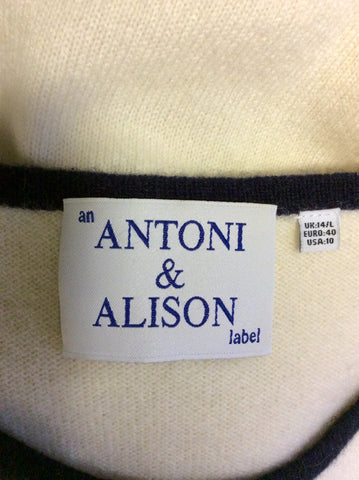 an
ANTONI
&
ALISON
label
UK:14/L
EURO:40
USA:10